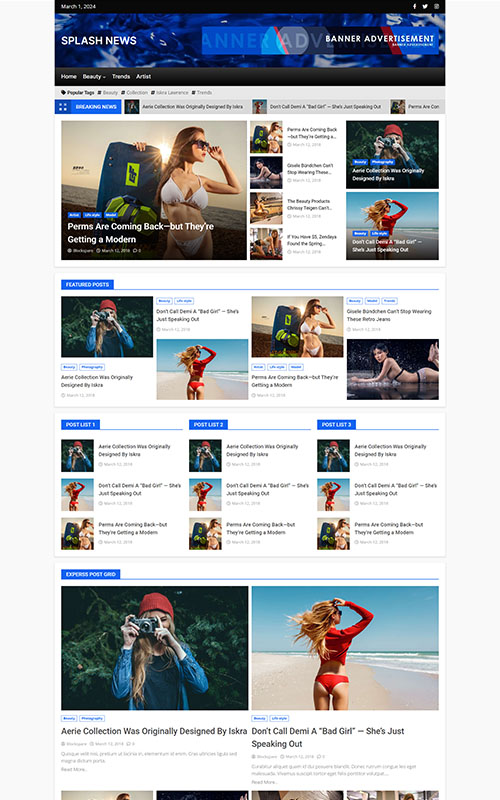 March 1, 2024
SPLASH NEWS
BANNER ADVERTISEMENT
BANNER ADVERTISEMENT
Home Beauty Trends Artist
Popular Tags # Beauty # Collection # Iskra Lawrence # Trends
BREAKING NEWS
Aerie Collection Was Originally Designed By Iskra
Don't Call Demi A "Bad Girl" — She's Just Speaking Out
Perms Are Com
Artist Life style Model
Perms Are Coming Back—but They're
Getting a Modern
Blockspare March 12, 2018 0
Perms Are Coming Back
—but They're Getting a…
March 12, 2018
Gisele Bündchen Can't
Stop Wearing These…
March 12, 2018
The Beauty Products
Chrissy Teigen Can't…
March 12, 2018
If You Have $5, Zendaya
Found the Spring…
March 12, 2018
Beauty Photography
Aerie Collection Was Originally
Designed By Iskra
Beauty Life style
Don't Call Demi A "Bad Girl" —
She's Just Speaking Out
FEATURED POSTS
Beauty Photography
Aerie Collection Was Originally
Designed By Iskra
March 12, 2018
Beauty Life style
Don't Call Demi A "Bad Girl" — She's
Just Speaking Out
March 12, 2018
Artist Life style Model
Perms Are Coming Back—but They're
Getting a Modern
March 12, 2018
Beauty Model Trends
Gisele Bündchen Can't Stop Wearing
These Retro Jeans
March 12, 2018
POST LIST 1
Aerie Collection Was Originally
Designed By Iskra
March 12, 2018
Don't Call Demi A "Bad Girl" — She's
Just Speaking Out
March 12, 2018
Perms Are Coming Back—but
They're Getting a Modern
March 12, 2018
POST LIST 2
Aerie Collection Was Originally
Designed By Iskra
March 12, 2018
Don't Call Demi A "Bad Girl" — She's
Just Speaking Out
March 12, 2018
Perms Are Coming Back—but
They're Getting a Modern
March 12, 2018
POST LIST 3
Aerie Collection Was Originally
Designed By Iskra
March 12, 2018
Don't Call Demi A "Bad Girl" — She's
Just Speaking Out
March 12, 2018
Perms Are Coming Back—but
They're Getting a Modern
March 12, 2018
EXPERSS POST GRID
Beauty Photography
Aerie Collection Was Originally Designed By Iskra
Blockspare March 12, 2018 0
Quisque velit nisi, pretium ut lacinia in, elementum id enim. Cras ultricies ligula sed
magna dictum porta.
Read More
Beauty Life style
Don't Call Demi A "Bad Girl" — She's Just
Speaking Out
Blockspare March 12, 2018 0
Curabitur aliquet quam id dui posuere blandit. Donec rutrum congue leo eget
malesuada. Vivamus suscipit tortor eget felis porttitor volutpat.…
Read More